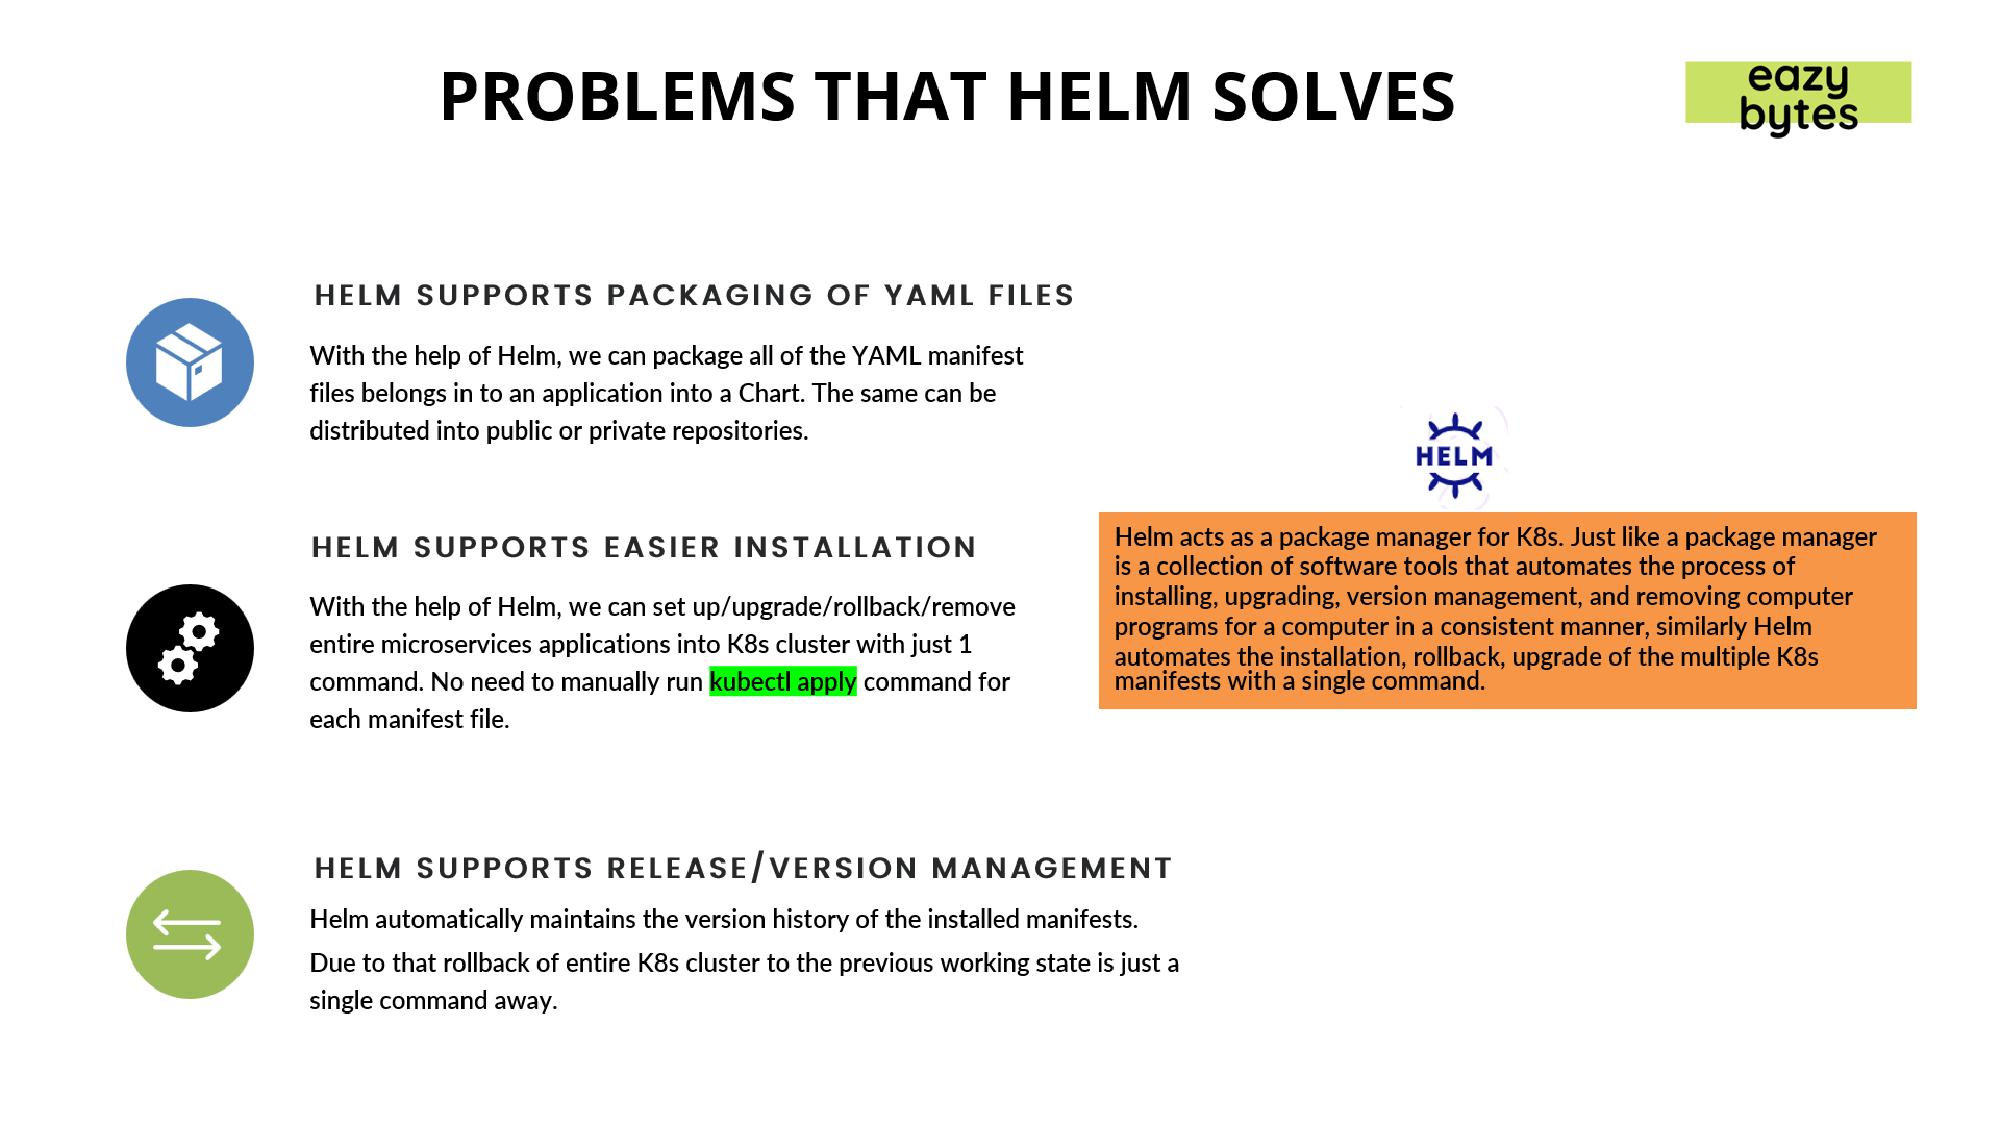 PROBLEMS THAT HELM SOLVES
eazy
bytes
HELM SUPPORTS PACKAGING OF YAML FILES
With the help of Helm, we can package all of the YAML manifest
files belongs in to an application into a Chart. The same can be
distributed into public or private repositories.
HELM SUPPORTS EASIER INSTALLATION
With the help of Helm, we can set up/upgrade/rollback/remove
entire microservices applications into K8s cluster with just 1
command. No need to manually run kubectl apply command for
each manifest file.
HELM
Helm acts as a package manager for K8s. Just like a package manager
is a collection of software tools that automates the process of
installing, upgrading, version management, and removing computer
programs for a computer in a consistent manner, similarly Helm
automates the installation, rollback, upgrade of the multiple K8s
manifests with a single command.
HELM SUPPORTS RELEASE/VERSION MANAGEMENT
Helm automatically maintains the version history of the installed manifests.
Due to that rollback of entire K8s cluster to the previous working state is just a
single command away.